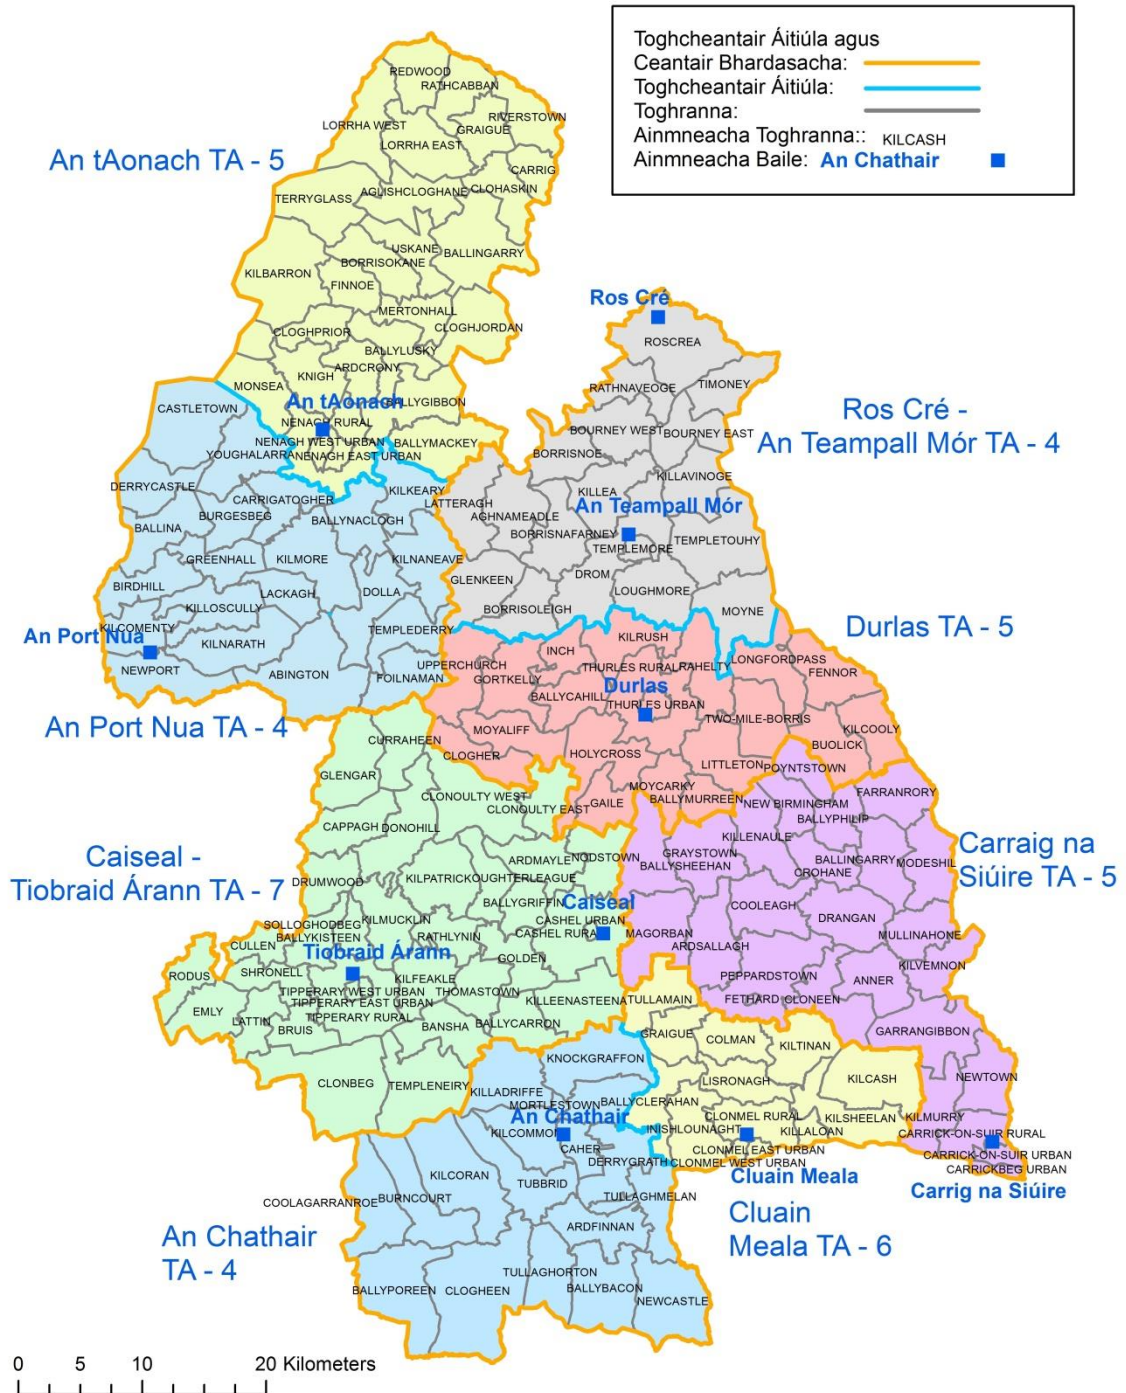 Toghcheantair Áitiúla agus
Ceantair Bhardasacha:
Toghcheantair Áitiúla:
Toghranna:
Ainmneacha Toghranna:: KILCASH
Ainmneacha Baile: An Chathair
An tAonach TA - 5
REDWOOD
RATHCABBAN
RIVERSTOWN
LORRHA WEST
GRAIGUE
LORRHA EAST
CARRIG
AGLISHCLOGHANE
CLOHASKIN
TERRYGLASS
USKANE
BALLINGARRY
BORRISOKANE
KILBARRON
FINNOE
MERTONHALL
CLOGHPRIOR
CLOGHJORDAN
BALLYLUSKY
ARDCRONY
KNIGH
MONSEA
An tAonach
BALLYGIBBON
NENAGH RURAL
NENAGH WEST URBAN
BALLYMACKEY
NENAGH EAST URBAN
Ros Cré
ROSCREA
RATHNAVEOGE
TIMONEY
Ros Cré -
An Teampall Mór TA - 4
BOURNEY WEST
BOURNEY EAST
BORRISNOE
KILLAVINOGE
KILLEA
LATTERAGH
AGHNAMEADLE
An Teampall Mór
BORRISNAFARNEY
TEMPLETOUHY
TEMPLEMORE
GLENKEEN
DROM
LOUGHMORE
BORRISOLEIGH
MOYNE
CASTLETOWN
YOUGHALARRA
DERRYCASTLE
CARRIGATOGHER
KILKEARY
BURGESBEG
BALLYNACLOGH
BALLINA
GREENHALL
KILMORE
KILNANEAVE
BIRDHILL
LACKAGH
DOLLA
KILLOSCULLY
KILCOMENTY
TEMPLEDERRY
An Port Nua
KILNARATH
NEWPORT
ABINGTON
FOILNAMAN
An Port Nua TA - 4
Durlas TA - 5
KILRUSH
INCH
UPPERCHURCH
THURLES RURAL
RAHELTY
LONGFORDPASS
FENNOR
GORTKELLY
Durlas
BALLYCAHILL
THURLES URBAN
TWO-MILE-BORRIS
MOYALIFF
KILCOOLY
BUOLICK
CLOGHER
HOLYCROSS
LITTLETON
POYNTSTOWN
MOYCARKY
GAILE
BALLYMURREEN
Caiseal -
Tiobraid Árann TA - 7
CURRAHEEN
GLENGAR
CLONOULTY WEST
CLONOULTY EAST
CAPPAGH
DONOHILL
ARDMAYLE
NODSTOWN
DRUMWOOD
KILPATRICK
OUGHTERLEAGUE
BALLYGRIFFIN
Caiseal
KILMUCKLIN
CASHEL URBAN
SOLLOGHODBEG
BALLYKISTEEN
RATHLYNIN
CASHEL RURA
CULLEN
Tiobraid Árann
GOLDEN
RODUS
SHRONELL
KILFEAKLE
TIPPERARY WEST URBAN
THOMASTOWN
KILLEENASTEENA
TIPPERARY EAST URBAN
EMLY
LATTIN
TIPPERARY RURAL
BRUIS
BANSHA
BALLYCARRON
CLONBEG
TEMPLENEIRY
Carraig na
Siúire TA - 5
FARRANRORY
NEW BIRMINGHAM
BALLYPHILIP
KILLENAULE
GRAYSTOWN
BALLYSHEEHAN
BALLINGARRY
MODESHIL
CROHANE
COOLEAGH
DRANGAN
MAGORBAN
MULLINAHONE
ARDSALLAGH
KILVEMNON
PEPPARDSTOWN
ANNER
FETHARD
CLONEEN
GARRANGIBBON
NEWTOWN
KILMURRY
CARRICK-ON-SUIR RURAL
CARRICK-ON-SUIR URBAN
CARRICKBEG URBAN
Carrig na Siúire
TULLAMAIN
GRAIGUE
COLMAN
KILTINAN
LISRONAGH
KILCASH
BALLYCLERAHAN
CLONMEL RURAL
KILSHEELAN
INISHLOUNAGHT
KILLALOAN
CLONMEL EAST URBAN
CLONMEL WEST URBAN
Cluain Meala
Cluain
Meala TA - 6
KNOCKGRAFFON
KILLADRIFFE
MORTLESTOWN
An Chathair
KILCOMMON
CAHER
DERRYGRATH
KILCORAN
TUBBRID
COOLAGARRANROE
BURNCOURT
TULLAGHMELAN
ARDFINNAN
An Chathair
TA - 4
TULLAGHORTON
BALLYPOREEN
CLOGHEEN
BALLYBACON
NEWCASTLE
0 5 10 20 Kilometers